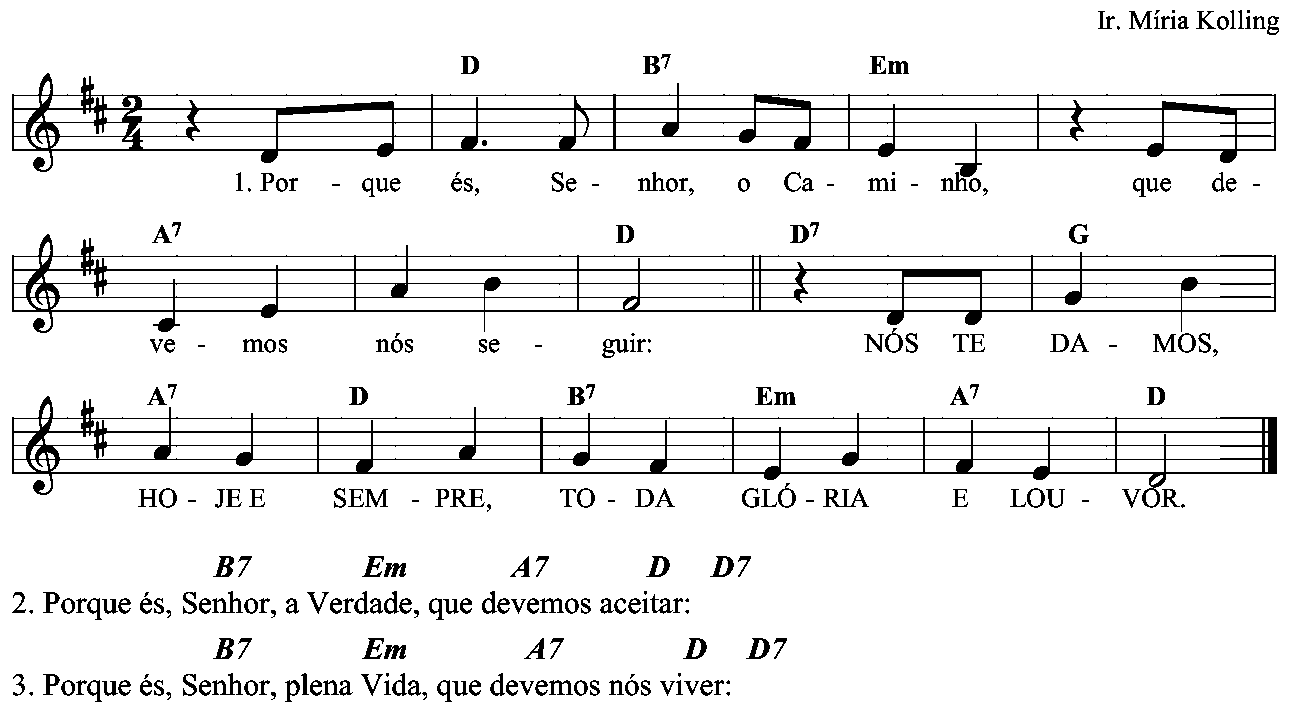 Ir. Míria Kolling
D B7 Em
2/4
1. Por - que és, Se - nhor, o Ca - mi - nho, que de-
A7 D D7 G
ve - mos nós se - guir: NÓS TE DA - MOS,
A7 D B7 Em A7 D
HO - JE E SEM - PRE, TO - DA GLÓ - RIA E LOU - VOR.
B7 Em A7 D D7
2. Porque és, Senhor, a Verdade, que devemos aceitar:
B7 Em A7 D D7
3. Porque és, Senhor, plena Vida, que devemos nós viver: